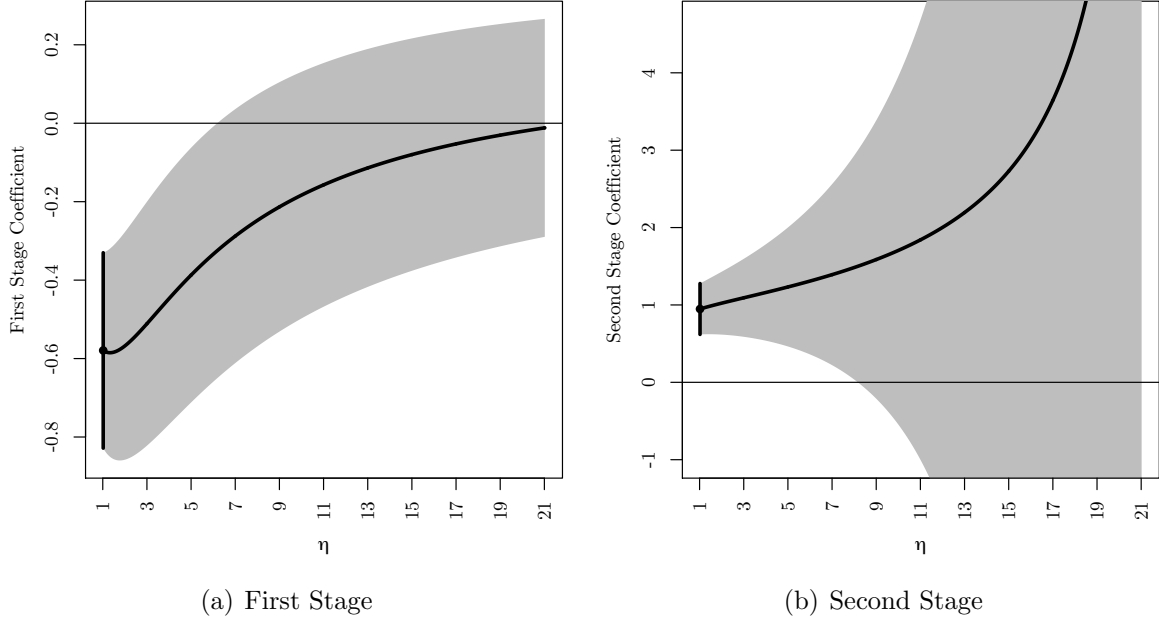 First Stage Coefficient
0.2
0.0
-0.2
-0.4
-0.6
-0.8
1 3 5 7 9 11 13 15 17 19 21
η
(a) First Stage
Second Stage Coefficient
4
3
2
1
0
-1
1 3 5 7 9 11 13 15 17 19 21
η
(b) Second Stage